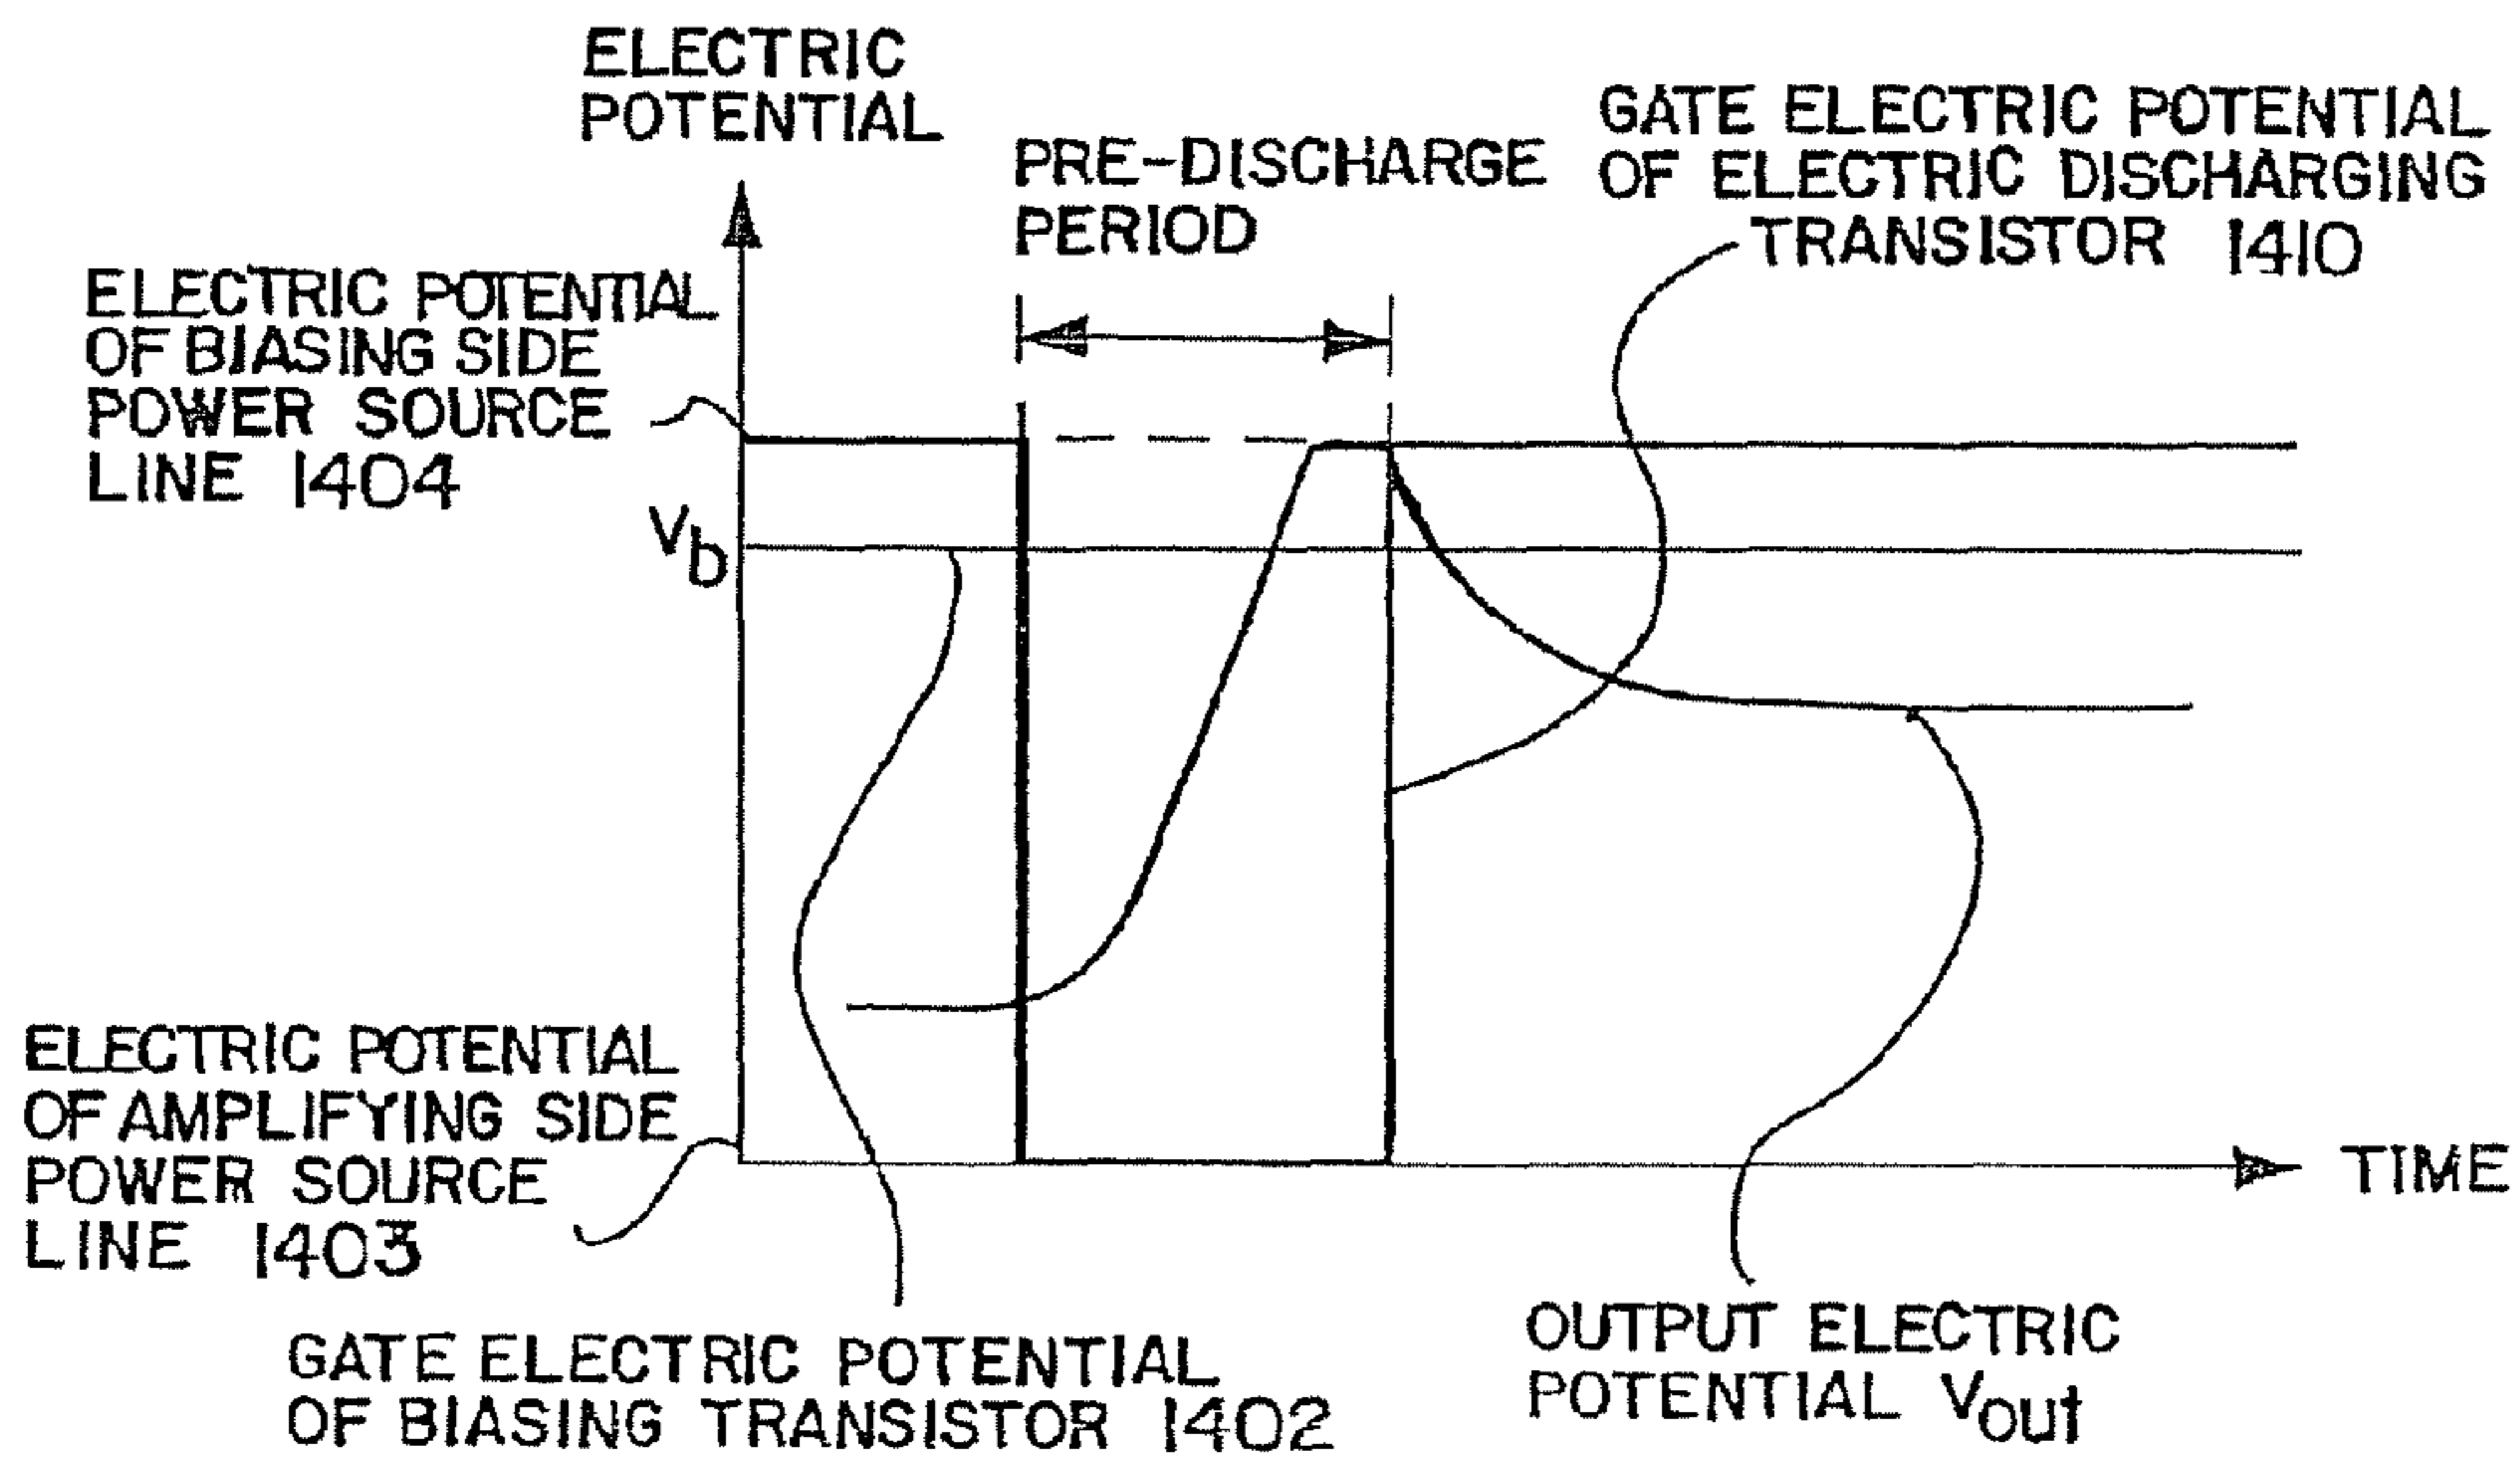 ELECTRIC
POTENTIAL
PRE-DISCHARGE
PERIOD
GATE ELECTRIC POTENTIAL
OF ELECTRIC DISCHARGING
TRANSISTOR 1410
ELECTRIC POTENTIAL
OF BIASING SIDE
POWER SOURCE
LINE 1404
Vb
ELECTRIC POTENTIAL
OF AMPLIFYING SIDE
POWER SOURCE
LINE 1403
TIME
GATE ELECTRIC POTENTIAL
OF BIASING TRANSISTOR 1402
OUTPUT ELECTRIC
POTENTIAL Vout